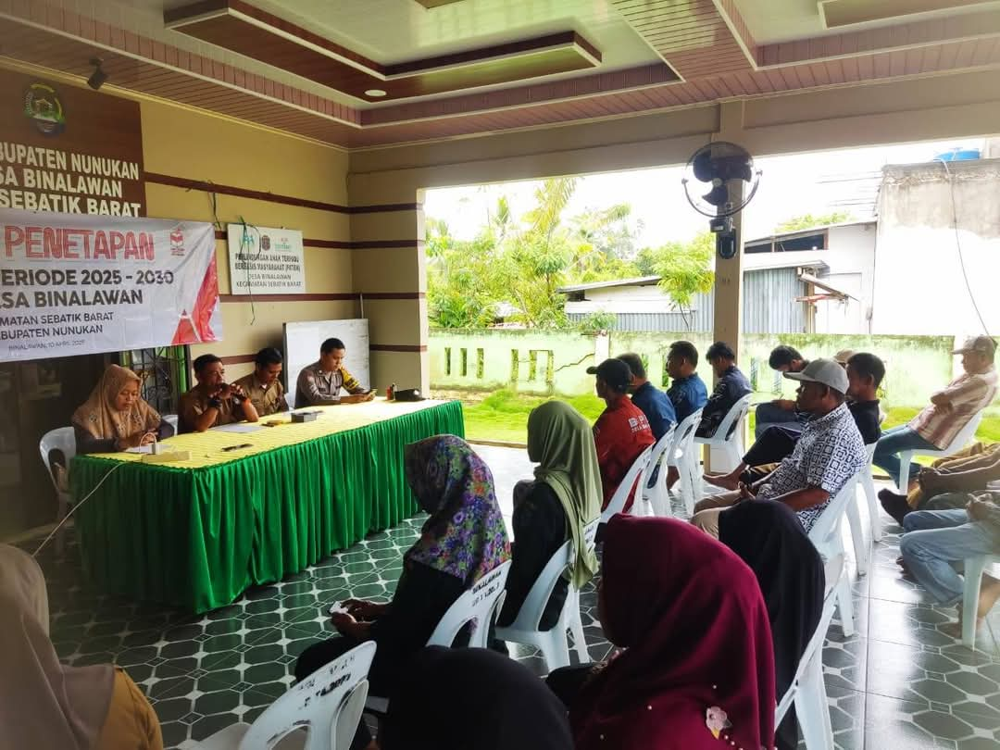 BUPATEN NUNUKAN
SA BINALAWAN
SEBATIK BARAT
PENETAPAN
ERIODE 2025 - 2030
SA BINALAWAN
MATAN SEBATIK BARAT
BUPATEN NUNUKAN
BINALAWAN, 10 APRIL 2025
PERLINDUNGAN ANAK TERPADU
BERBASIS MASYARAKAT (PATBM)
DESA BINALAWAN
KECAMATAN SEBATIK BARAT
BINALAWAN